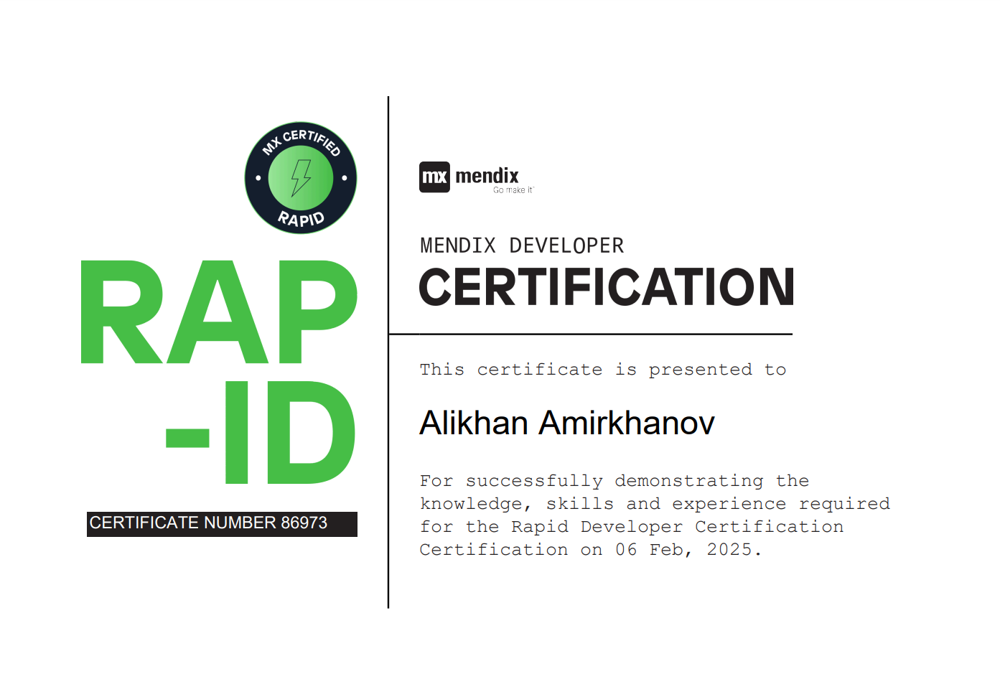 MX CERTIFIED
RAPID
RAP
-ID
CERTIFICATE NUMBER 86973
mx mendix
Go make it™
MENDIX DEVELOPER
CERTIFICATION
This certificate is presented to
Alikhan Amirkhanov
For successfully demonstrating the
knowledge, skills and experience required
for the Rapid Developer Certification
Certification on 06 Feb, 2025.